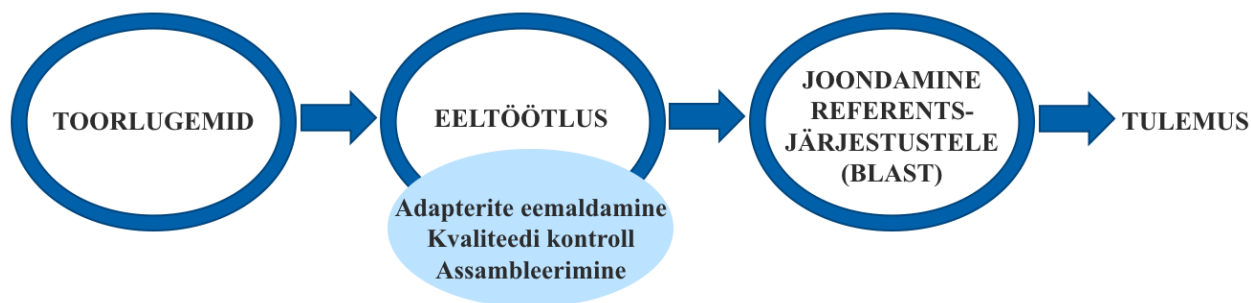 TOORLUGEMID
EELTÖÖTLUS
Adapterite eemaldamine
Kvaliteedi kontroll
Assambleerimine
JOONDAMINE
REFERENTS-
JÄRJESTUSTELE
(BLAST)
TULEMUS